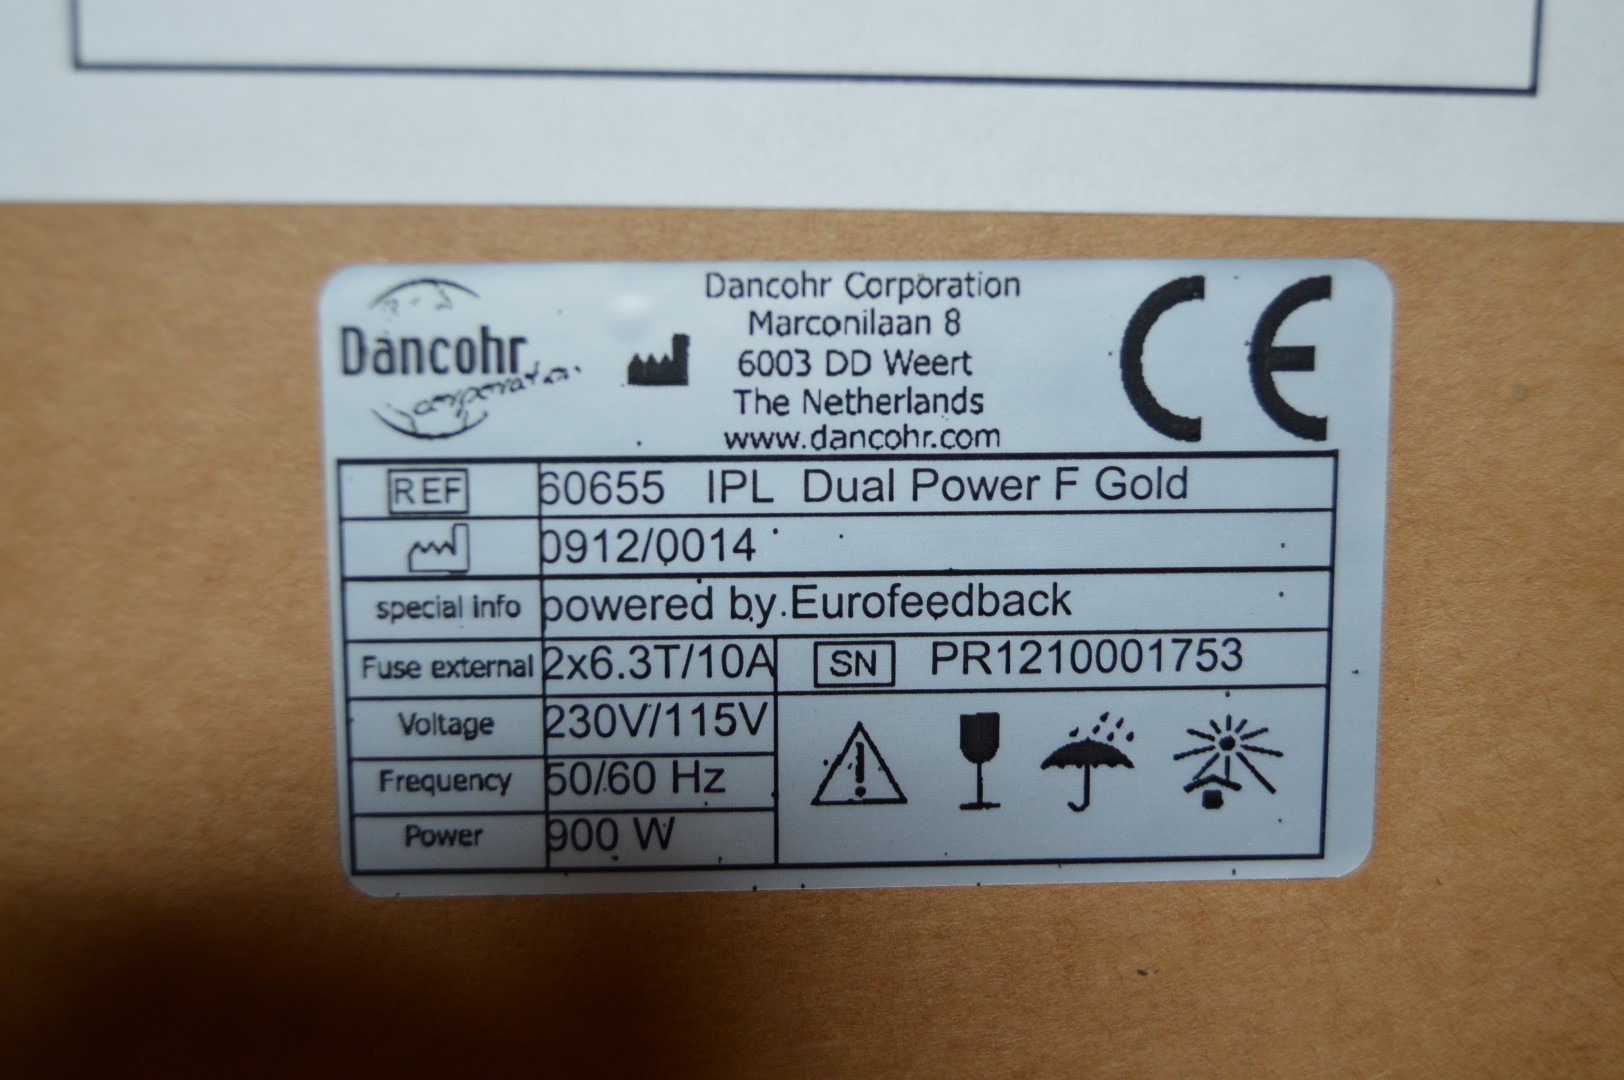 Dancohr
corporation
Dancohr Corporation
Marconilaan 8
6003 DD Weert
The Netherlands
www.dancohr.com
CE
REF 60655 IPL Dual Power F Gold
0912/0014
special info powered by Eurofeedback
Fuse external 2x6.3T/10A SN PR1210001753
Voltage 230V/115V
Frequency 50/60 Hz
Power 900 W